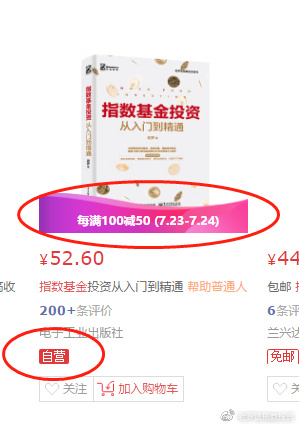 指数基金投资
从入门到精通
每满100减50 (7.23-7.24)
¥52.60
¥44
高收
指数基金投资从入门到精通 帮助普通人
包邮
200+条评价
6条评
电子工业出版社
兰兴达
自营
免邮
关注
加入购物车